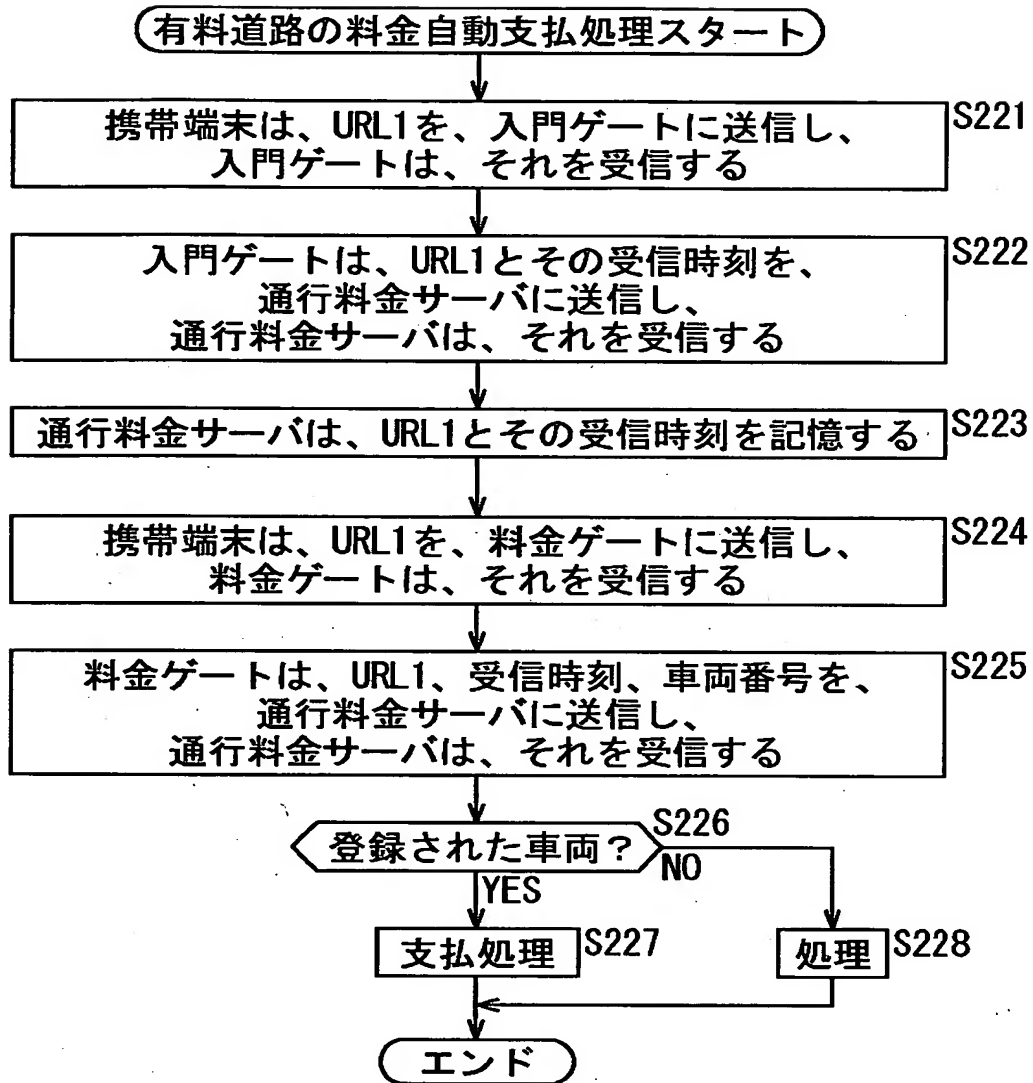 有料道路の料金自動支払処理スタート
携帯端末は、URL1を、入門ゲートに送信し、
入門ゲートは、それを受信する
S221
入門ゲートは、URL1とその受信時刻を、
通行料金サーバに送信し、
通行料金サーバは、それを受信する
S222
通行料金サーバは、URL1とその受信時刻を記憶する
S223
携帯端末は、URL1を、料金ゲートに送信し、
料金ゲートは、それを受信する
S224
料金ゲートは、URL1、受信時刻、車両番号を、
通行料金サーバに送信し、
通行料金サーバは、それを受信する
S225
登録された車両?
S226
NO
YES
支払処理
S227
処理
S228
エンド